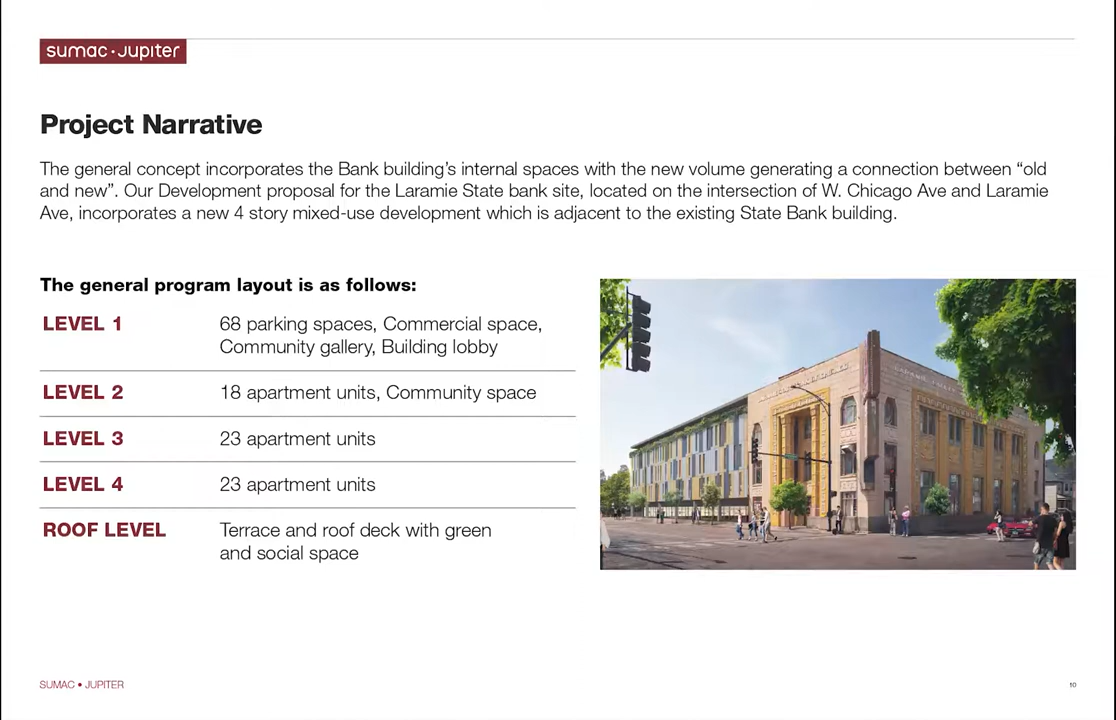 sumac • Jupiter
Project Narrative
The general concept incorporates the Bank building's internal spaces with the new volume generating a connection between “old
and new”. Our Development proposal for the Laramie State bank site, located on the intersection of W. Chicago Ave and Laramie
Ave, incorporates a new 4 story mixed-use development which is adjacent to the existing State Bank building.
The general program layout is as follows:
LEVEL 1 68 parking spaces, Commercial space,
Community gallery, Building lobby
LEVEL 2 18 apartment units, Community space
LEVEL 3 23 apartment units
LEVEL 4 23 apartment units
ROOF LEVEL Terrace and roof deck with green
and social space
SUMAC • JUPITER
10